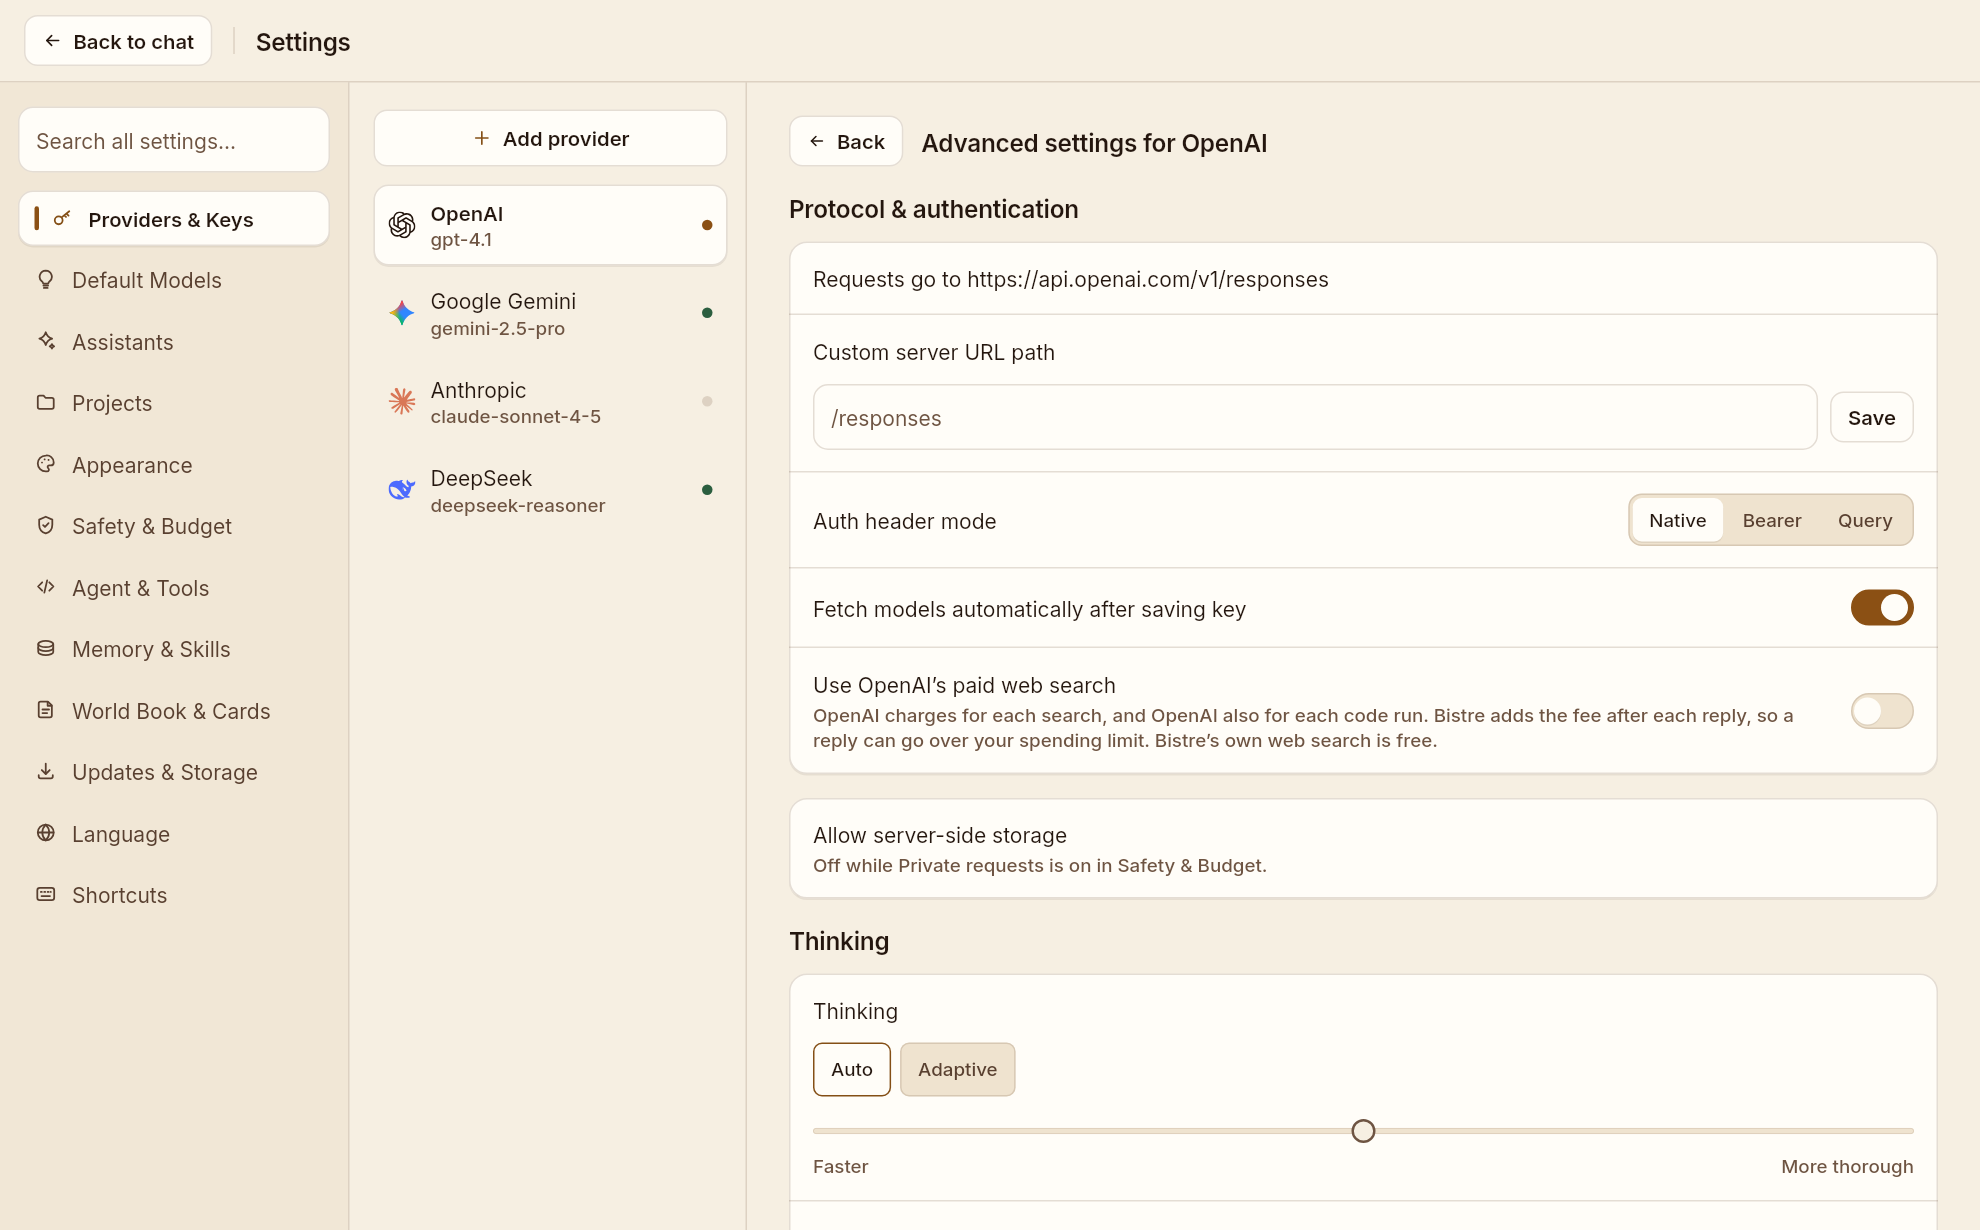 Back to chat
Settings
Search all settings...
Providers & Keys
Default Models
Assistants
Projects
Appearance
Safety & Budget
Agent & Tools
Memory & Skills
World Book & Cards
Updates & Storage
Language
Shortcuts
Add provider
OpenAI
gpt-4.1
Google Gemini
gemini-2.5-pro
Anthropic
claude-sonnet-4-5
DeepSeek
deepseek-reasoner
Back
Advanced settings for OpenAI
Protocol & authentication
Requests go to https://api.openai.com/v1/responses
Custom server URL path
/responses
Save
Auth header mode
Native
Bearer
Query
Fetch models automatically after saving key
Use OpenAI’s paid web search
OpenAI charges for each search, and OpenAI also for each code run. Bistre adds the fee after each reply, so a
reply can go over your spending limit. Bistre’s own web search is free.
Allow server-side storage
Off while Private requests is on in Safety & Budget.
Thinking
Thinking
Auto
Adaptive
Faster
More thorough